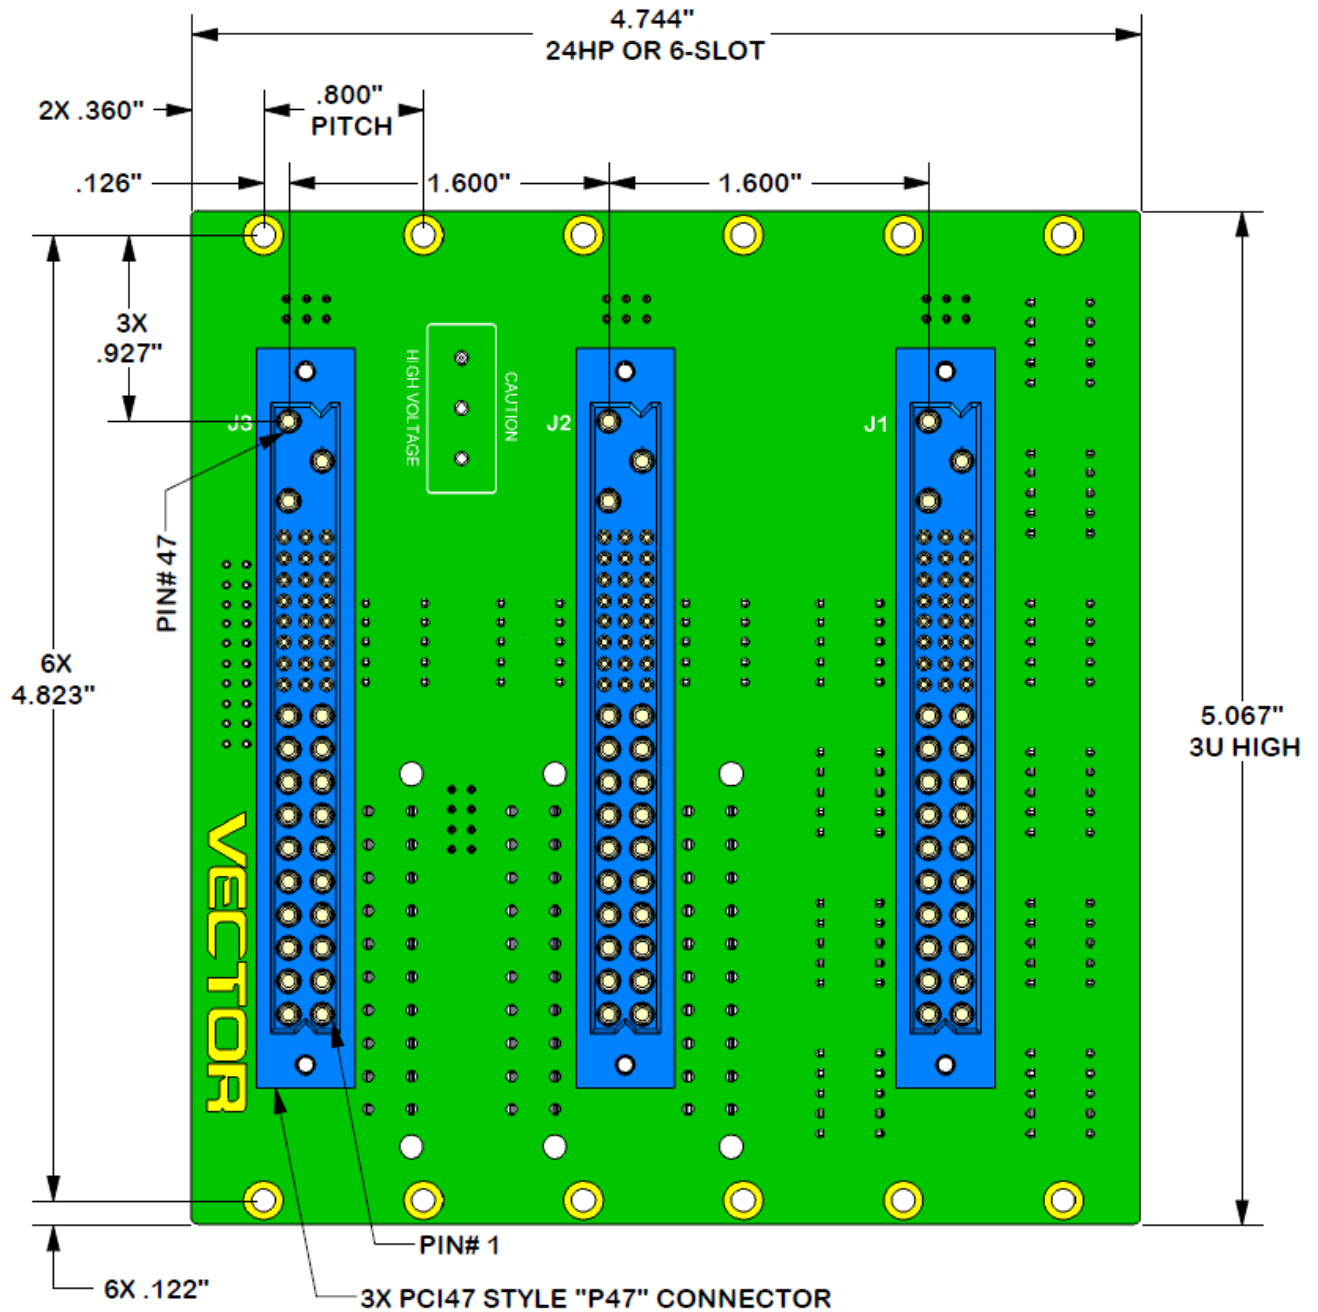 4.744"
24HP OR 6-SLOT
2X .360"
.800"
PITCH
.126"
1.600"
1.600"
3X
.927"
CAUTION
HIGH VOLTAGE
J3
J2
J1
PIN# 47
6X
4.823"
5.067"
3U HIGH
VECTOR
PIN# 1
6X .122"
3X PCI47 STYLE "P47" CONNECTOR